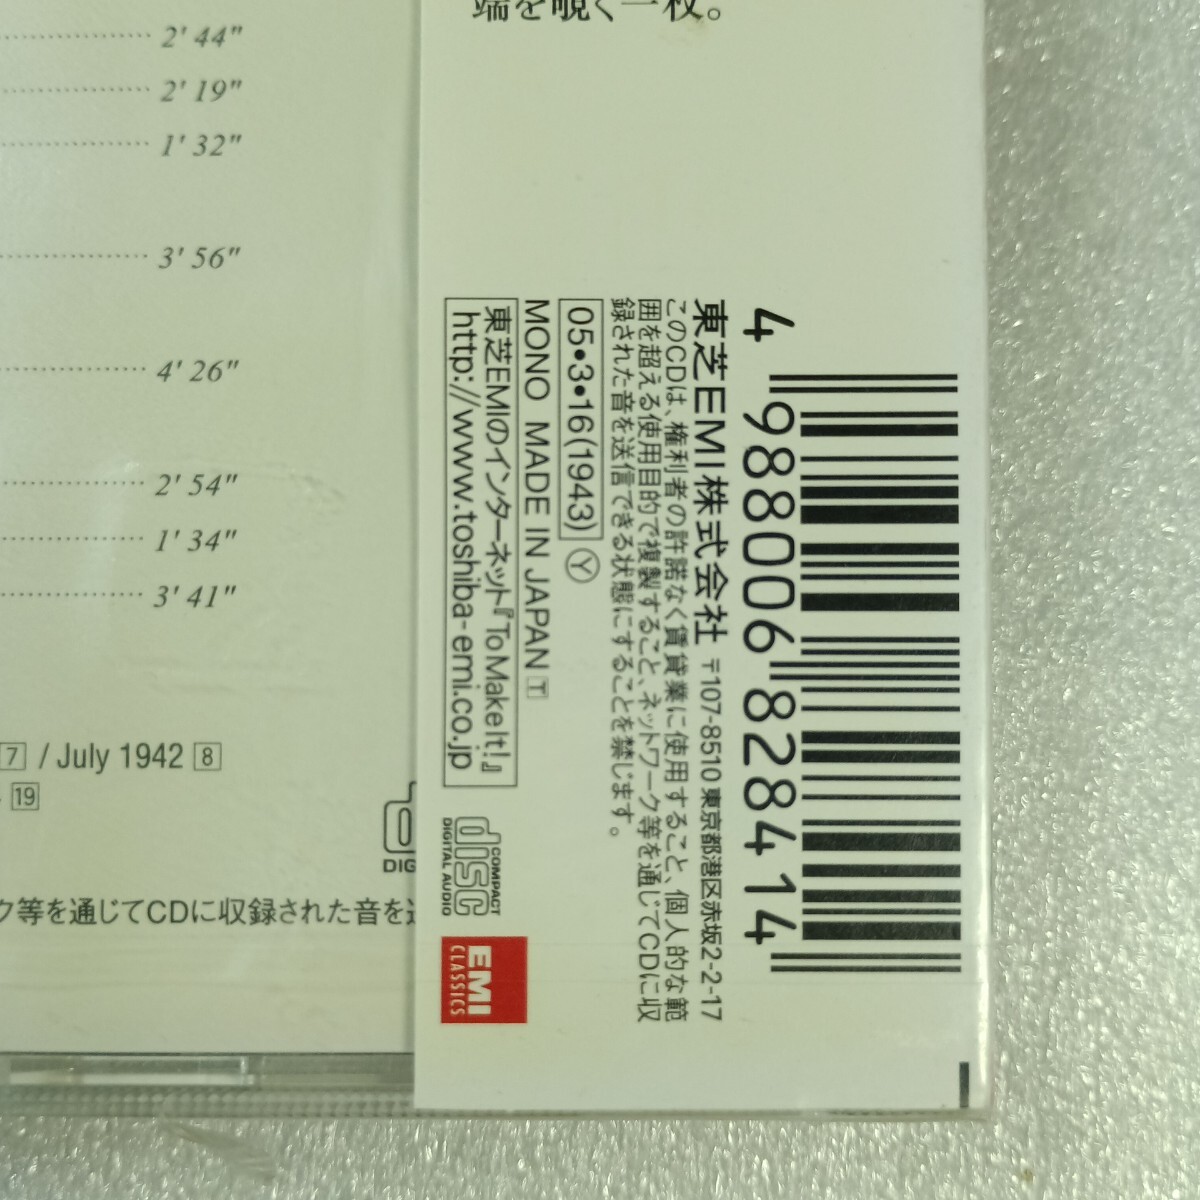 2' 44"
2' 19"
1' 32"
3' 56"
4' 26"
2' 54"
1' 34"
3' 41"
7 / July 1942 8
19
ク等を通じてCDに収録された音を
DIG
端を覗く一枚。
4 988006 828414
東芝EMI株式会社 〒107-8510 東京都港区赤坂2-2-17
このCDは、権利者の許諾なく賃貸業に使用すること、個人的な範
囲を超える使用目的で複製すること、ネットワーク等を通じてCDに収
録された音を送信できる状態にすることを禁じます。
05•3•16(1943) Y
MONO MADE IN JAPAN T
東芝EMIのインターネット『To Make It!』
http://www.toshiba-emi.co.jp
COMPACT
disc
DIGITAL AUDIO
EMI
CLASSICS